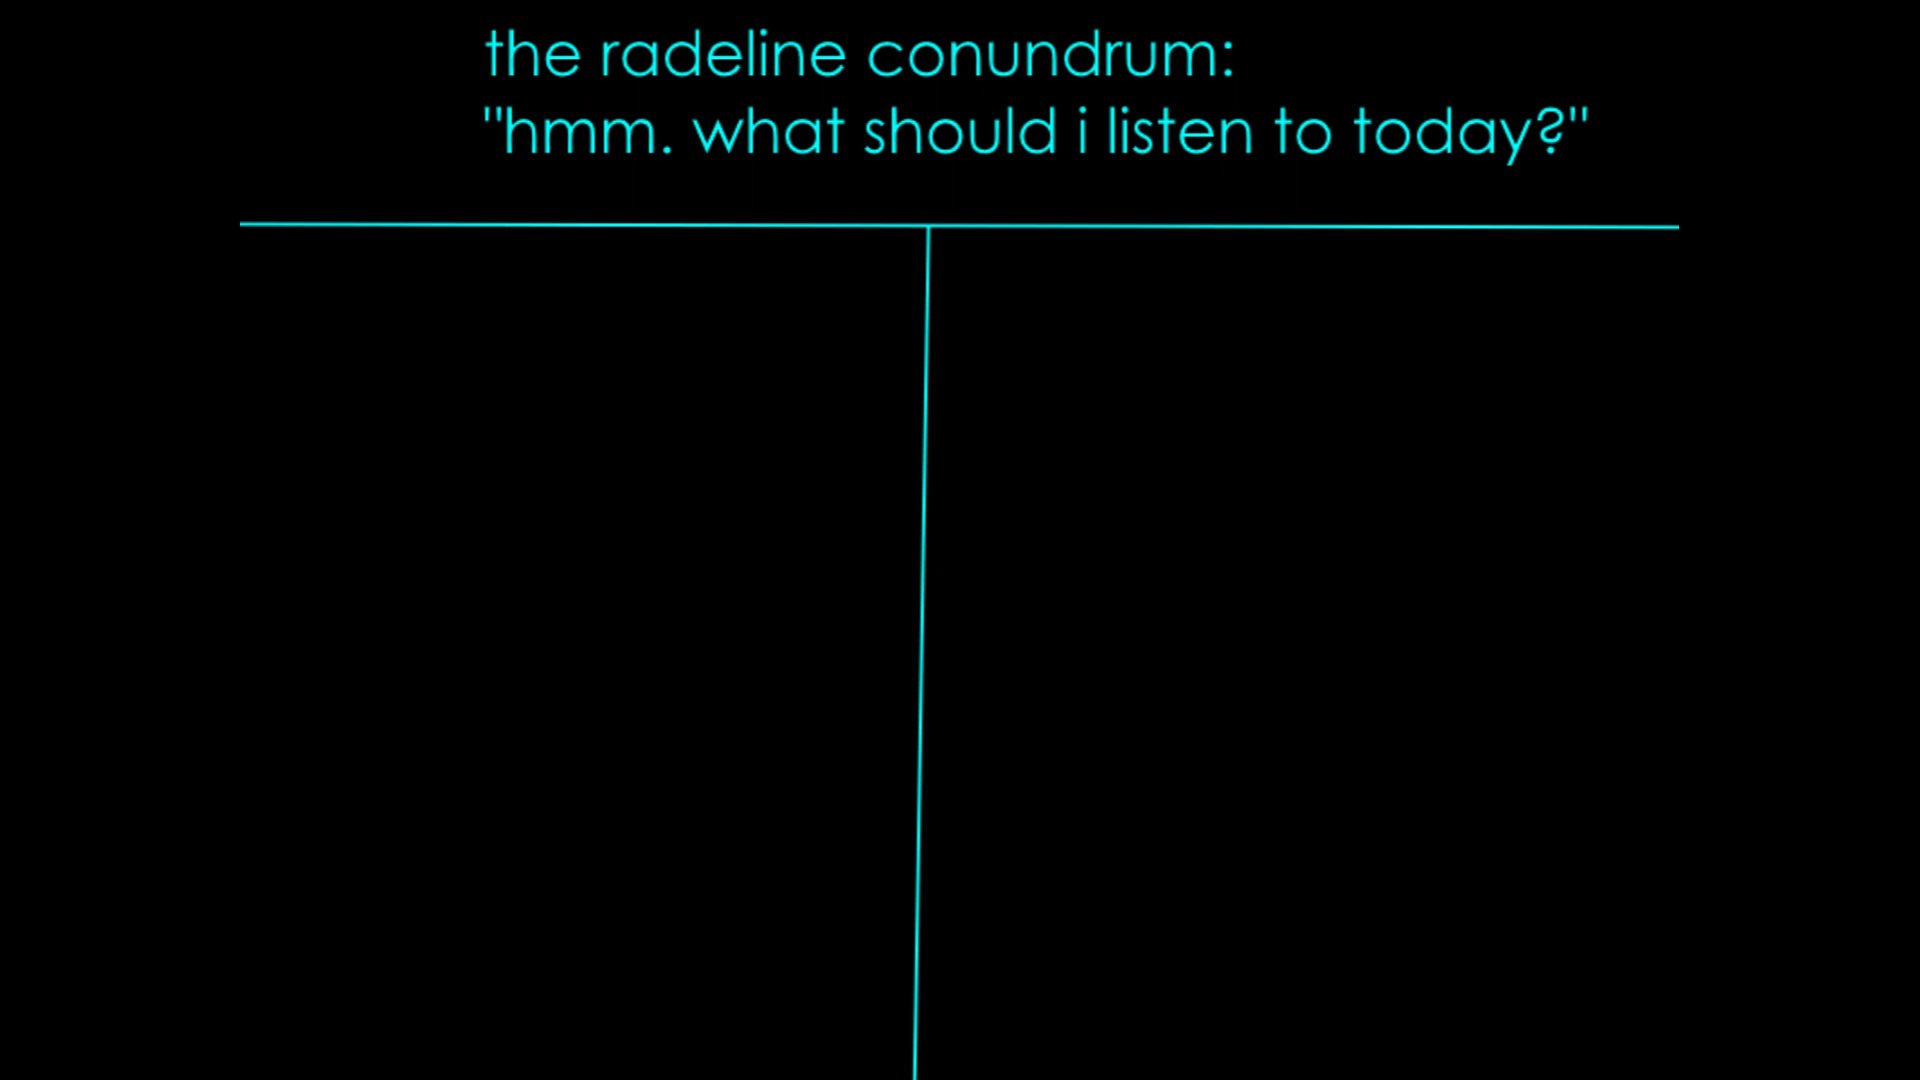 the radeline conundrum:
"hmm. what should i listen to today?"